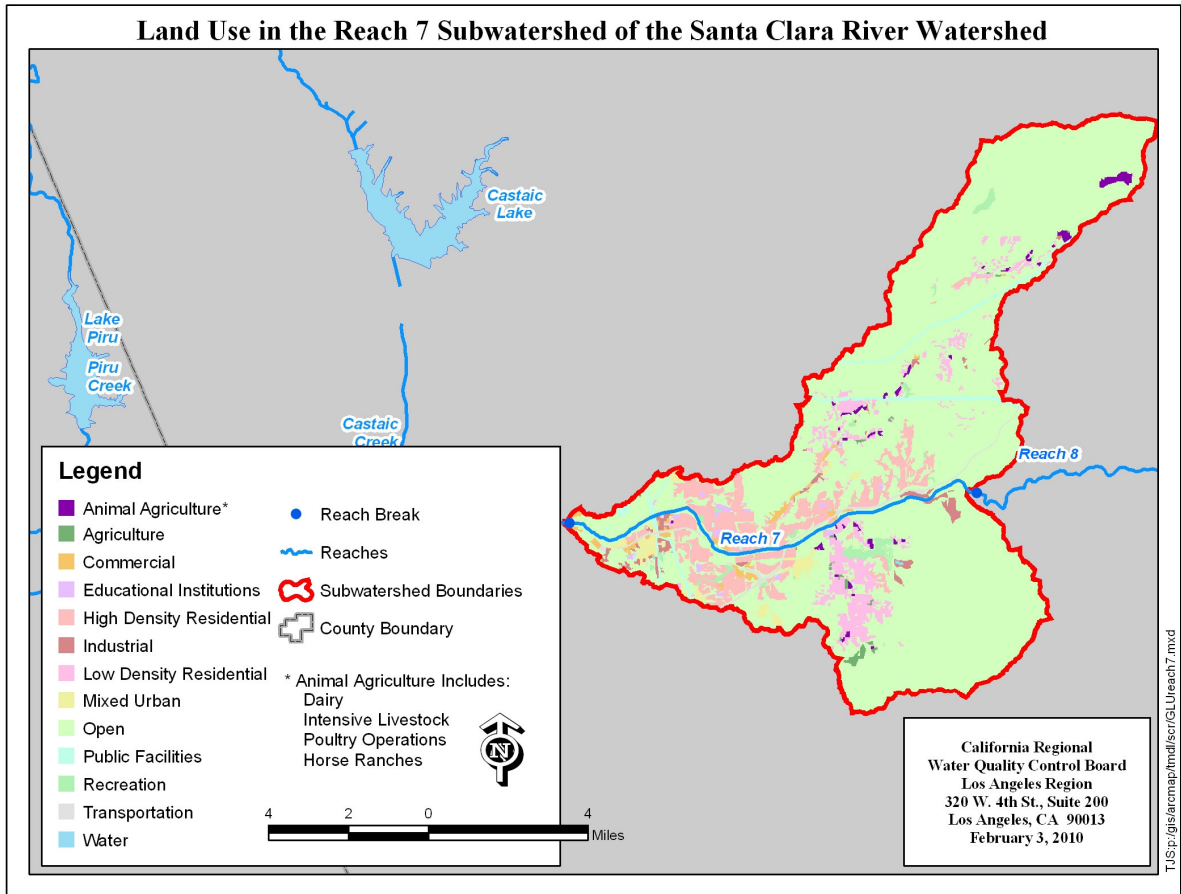 Land Use in the Reach 7 Subwatershed of the Santa Clara River Watershed
Castaic
Lake
Lake
Piru
Piru
Creek
Castaic
Creek
Reach 8
Reach 7
Legend
Animal Agriculture*
Agriculture
Commercial
Educational Institutions
High Density Residential
Industrial
Low Density Residential
Mixed Urban
Open
Public Facilities
Recreation
Transportation
Water
Reach Break
Reaches
Subwatershed Boundaries
County Boundary
* Animal Agriculture Includes:
Dairy
Intensive Livestock
Poultry Operations
Horse Ranches
N
4 2 0 4
Miles
California Regional
Water Quality Control Board
Los Angeles Region
320 W. 4th St., Suite 200
Los Angeles, CA 90013
February 3, 2010
TJS:p:/gis/arcmap/tmdl/scr/GLUreach7.mxd